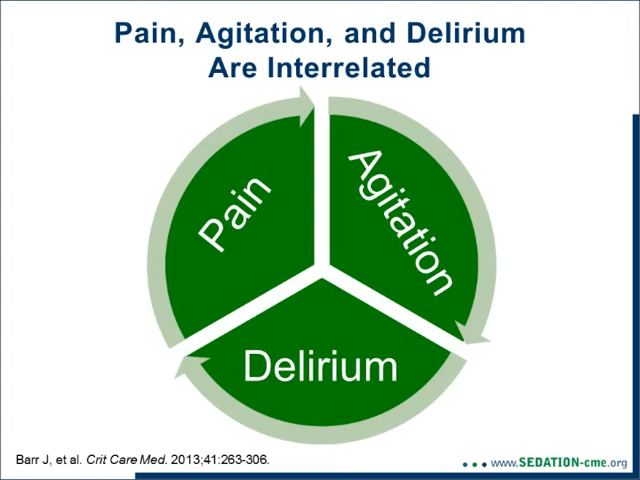 Pain, Agitation, and Delirium
Are Interrelated
Pain
Agitation
Delirium
Barr J, et al. Crit Care Med. 2013;41:263-306.
www.SEDATION-cme.org